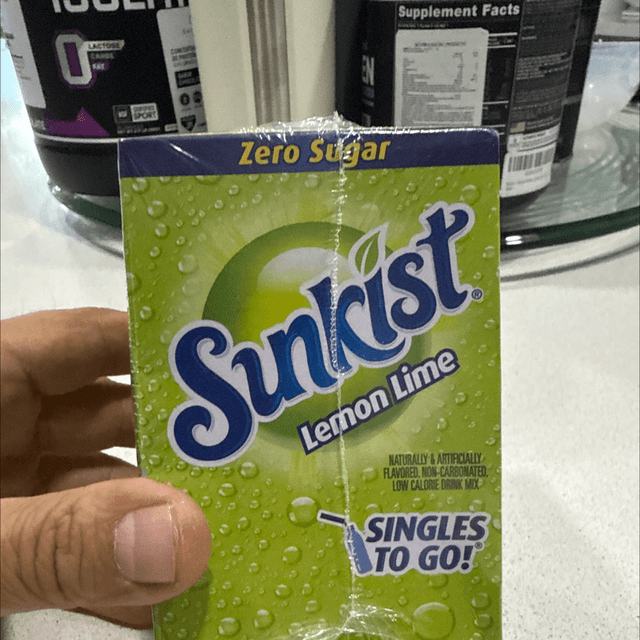 LACTOSE
SPORT
Supplement Facts
Zero Sugar
Sunkist®
Lemon Lime
NATURALLY & ARTIFICIALLY
FLAVORED, NON-CARBONATED,
LOW CALORIE DRINK MIX
SINGLES
TO GO!®